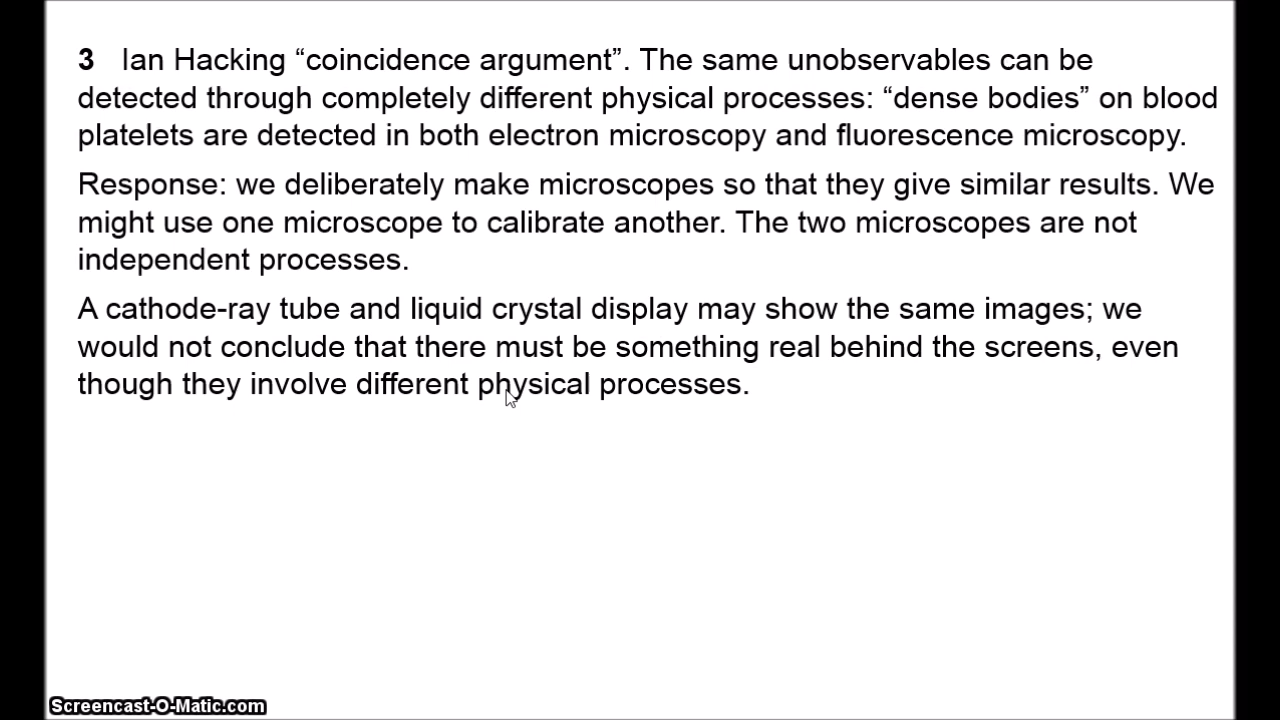 3 Ian Hacking “coincidence argument”. The same unobservables can be
detected through completely different physical processes: “dense bodies” on blood
platelets are detected in both electron microscopy and fluorescence microscopy.
Response: we deliberately make microscopes so that they give similar results. We
might use one microscope to calibrate another. The two microscopes are not
independent processes.
A cathode-ray tube and liquid crystal display may show the same images; we
would not conclude that there must be something real behind the screens, even
though they involve different physical processes.
Screencast-O-Matic.com